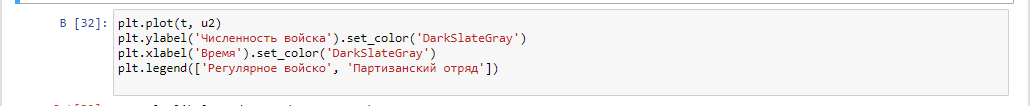 В [32]:
plt.plot(t, u2)
plt.ylabel('Численность войска').set_color('DarkSlateGray')
plt.xlabel('Время').set_color('DarkSlateGray')
plt.legend(['Регулярное войско', 'Партизанский отряд'])